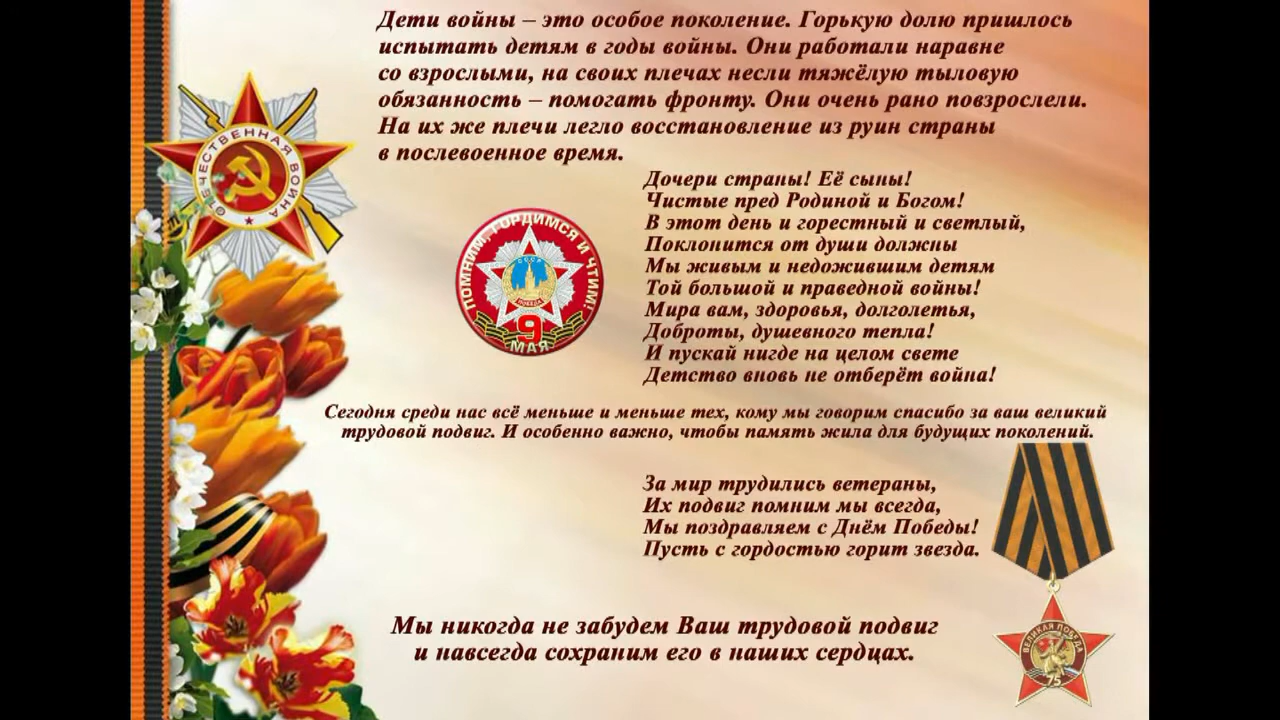 Дети войны – это особое поколение. Горькую долю пришлось
испытать детям в годы войны. Они работали наравне
со взрослыми, на своих плечах несли тяжёлую тыловую
обязанность – помогать фронту. Они очень рано повзрослели.
На их же плечи легло восстановление из руин страны
в послевоенное время.
ОТЕЧЕСТВЕННАЯ ВОЙНА
Дочери страны! Её сыны!
Чистые пред Родиной и Богом!
В этот день и горестный и светлый,
Поклонится от души должны
Мы живым и недожившим детям
Той большой и праведной войны!
Мира вам, здоровья, долголетья,
Доброты, душевного тепла!
И пускай нигде на целом свете
Детство вновь не отберёт война!
ПОМНИМ, ГОРДИМСЯ И ЧТИМ!
СССР
ПОБЕДА
9
МАЯ
Сегодня среди нас всё меньше и меньше тех, кому мы говорим спасибо за ваш великий
трудовой подвиг. И особенно важно, чтобы память жила для будущих поколений.
За мир трудились ветераны,
Их подвиг помним мы всегда,
Мы поздравляем с Днём Победы!
Пусть с гордостью горит звезда.
ВЕЛИКАЯ ПОБЕДА
75
Мы никогда не забудем Ваш трудовой подвиг
и навсегда сохраним его в наших сердцах.